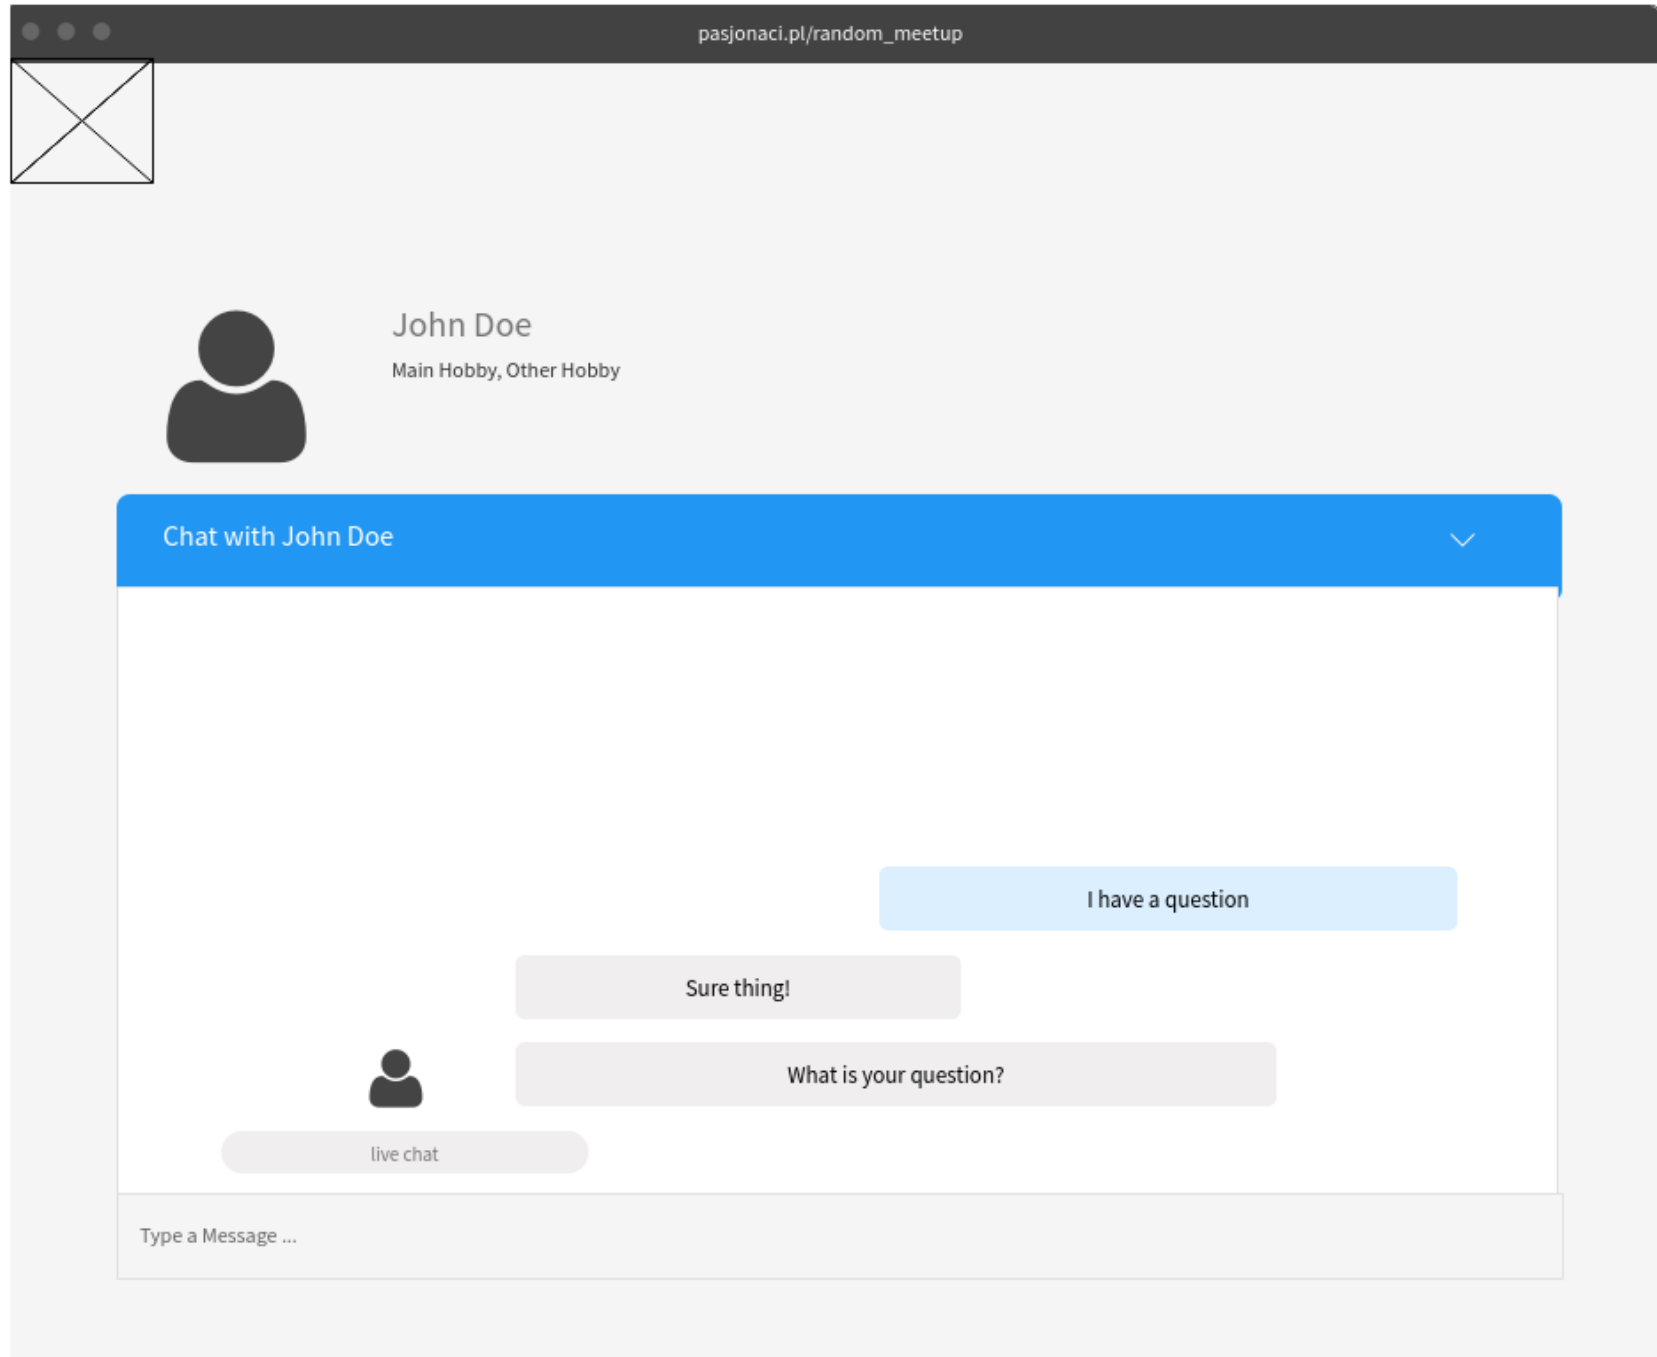 pasjonaci.pl/random_meetup
John Doe
Main Hobby, Other Hobby
Chat with John Doe
I have a question
Sure thing!
What is your question?
live chat
Type a Message ...